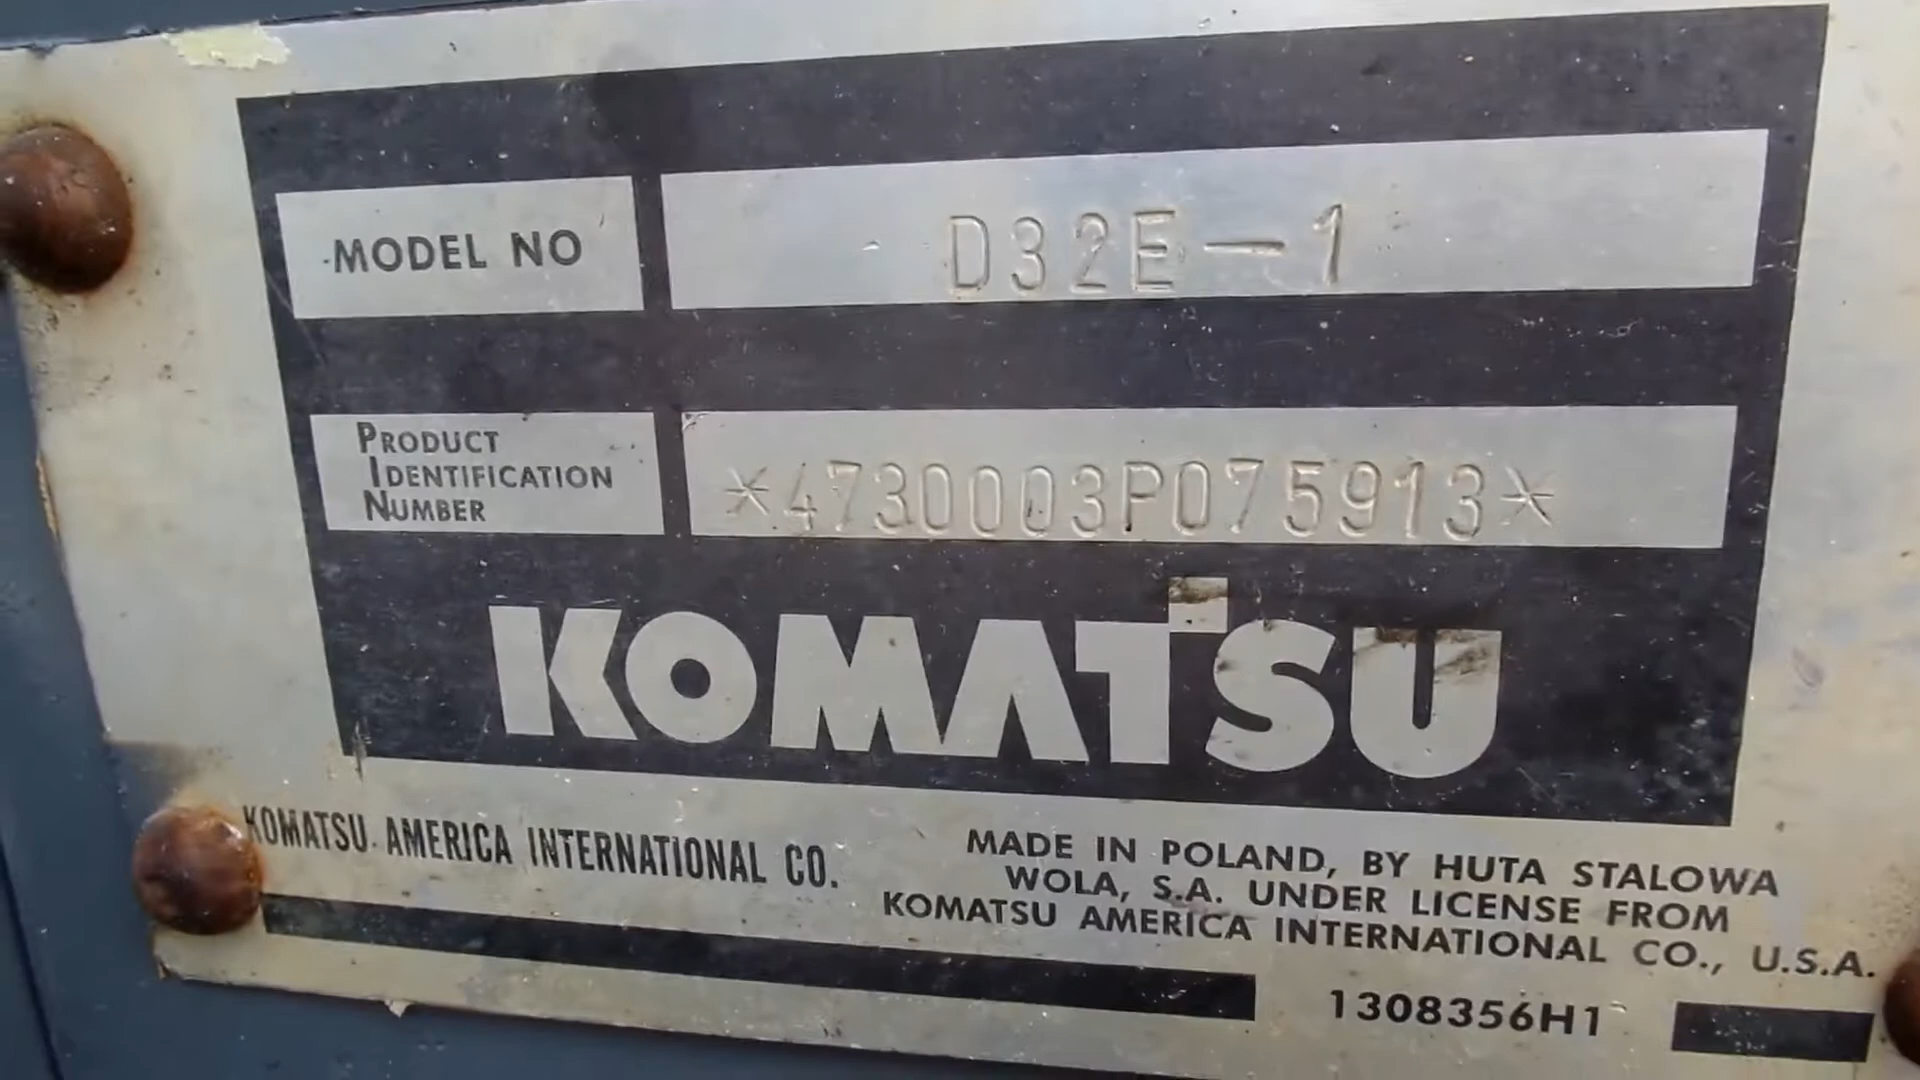 MODEL NO
D32E-1
PRODUCT
IDENTIFICATION
NUMBER
*4730003P075913*
KOMATSU
KOMATSU AMERICA INTERNATIONAL CO.
MADE IN POLAND, BY HUTA STALOWA
WOLA, S.A. UNDER LICENSE FROM
KOMATSU AMERICA INTERNATIONAL CO., U.S.A.
1308356H1